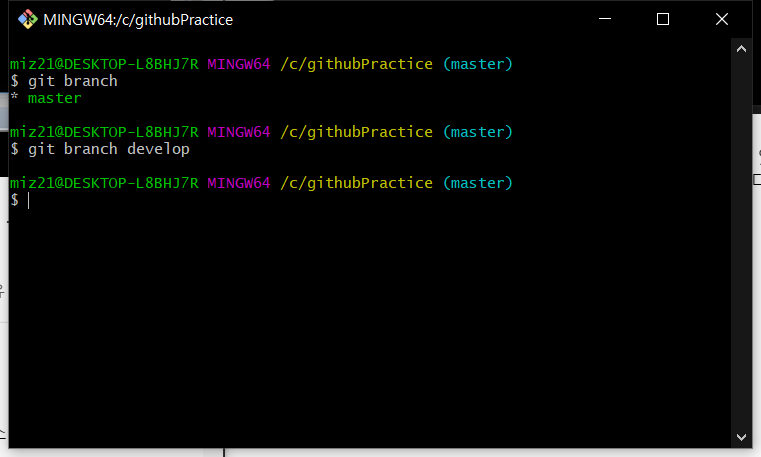 MINGW64:/c/githubPractice
miz21@DESKTOP-L8BHJ7R MINGW64 /c/githubPractice (master)
$ git branch
* master
miz21@DESKTOP-L8BHJ7R MINGW64 /c/githubPractice (master)
$ git branch develop
miz21@DESKTOP-L8BHJ7R MINGW64 /c/githubPractice (master)
$